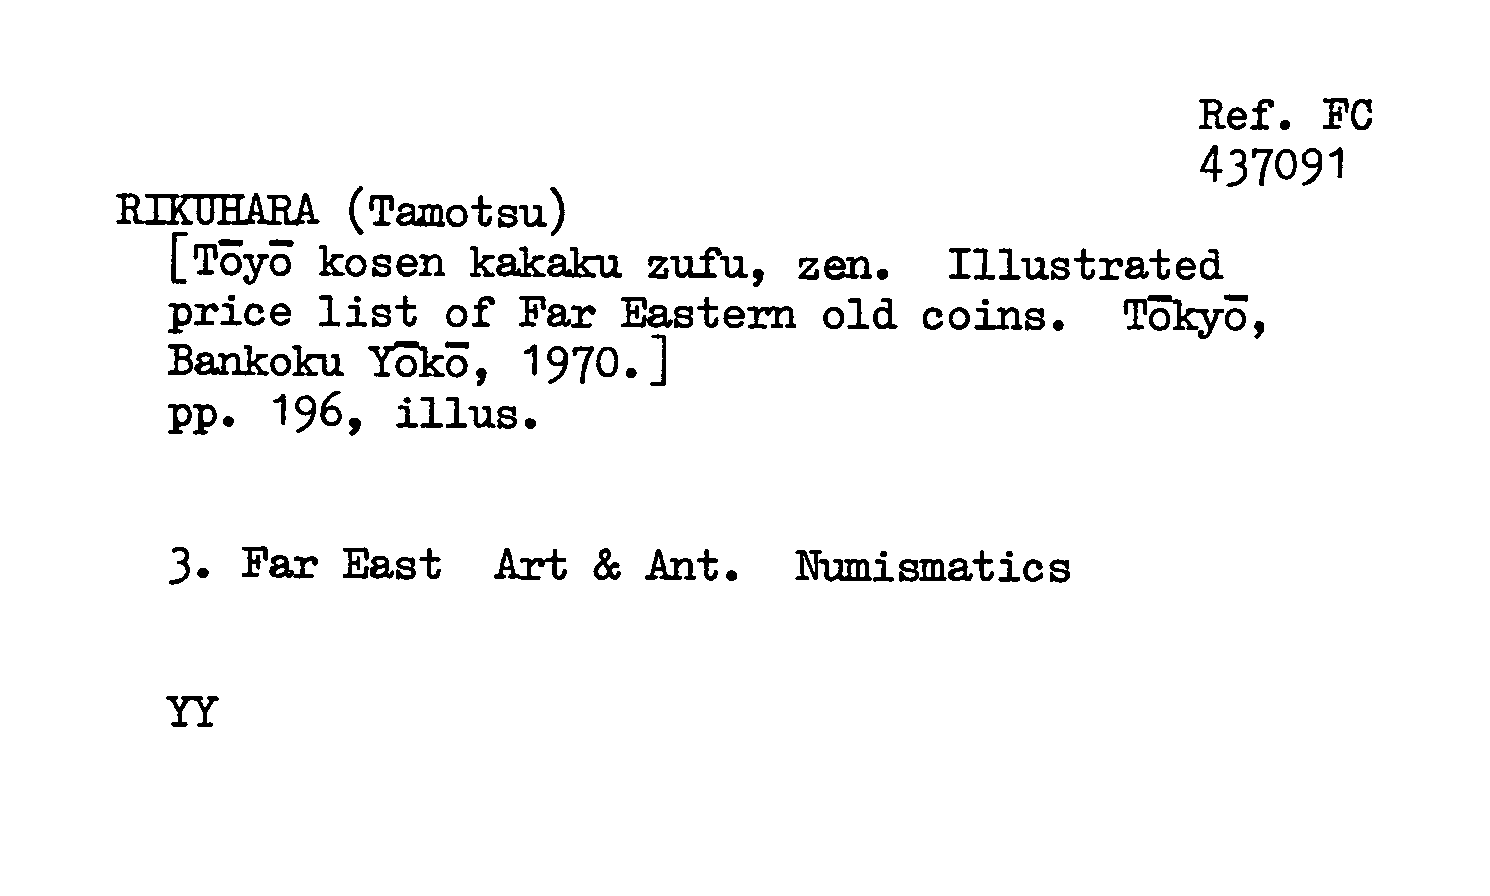 Ref. FC
437091
RIKUHARA (Tamotsu)
[Tōyō kosen kakaku zufu, zen. Illustrated
price list of Far Eastern old coins. Tōkyō,
Bankoku Yōkō, 1970.]
pp. 196, illus.
3. Far East Art & Ant. Numismatics
YY